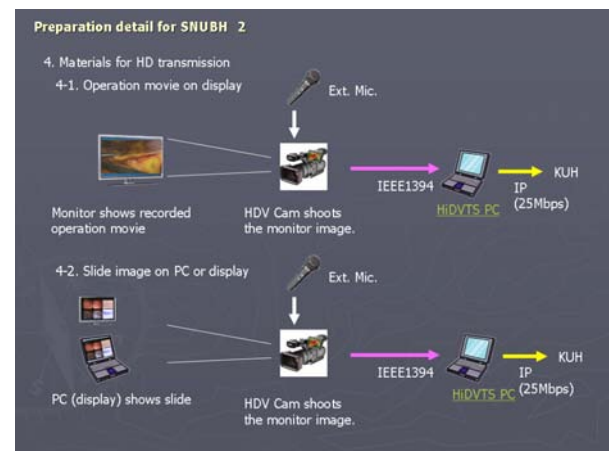 Preparation detail for SNUBH 2
4. Materials for HD transmission
4-1. Operation movie on display
Ext. Mic.
IEEE1394
KUH
IP
(25Mbps)
HiDVTS PC
Monitor shows recorded
operation movie
HDV Cam shoots
the monitor image.
4-2. Slide image on PC or display
Ext. Mic.
IEEE1394
KUH
IP
(25Mbps)
HiDVTS PC
PC (display) shows slide
HDV Cam shoots
the monitor image.